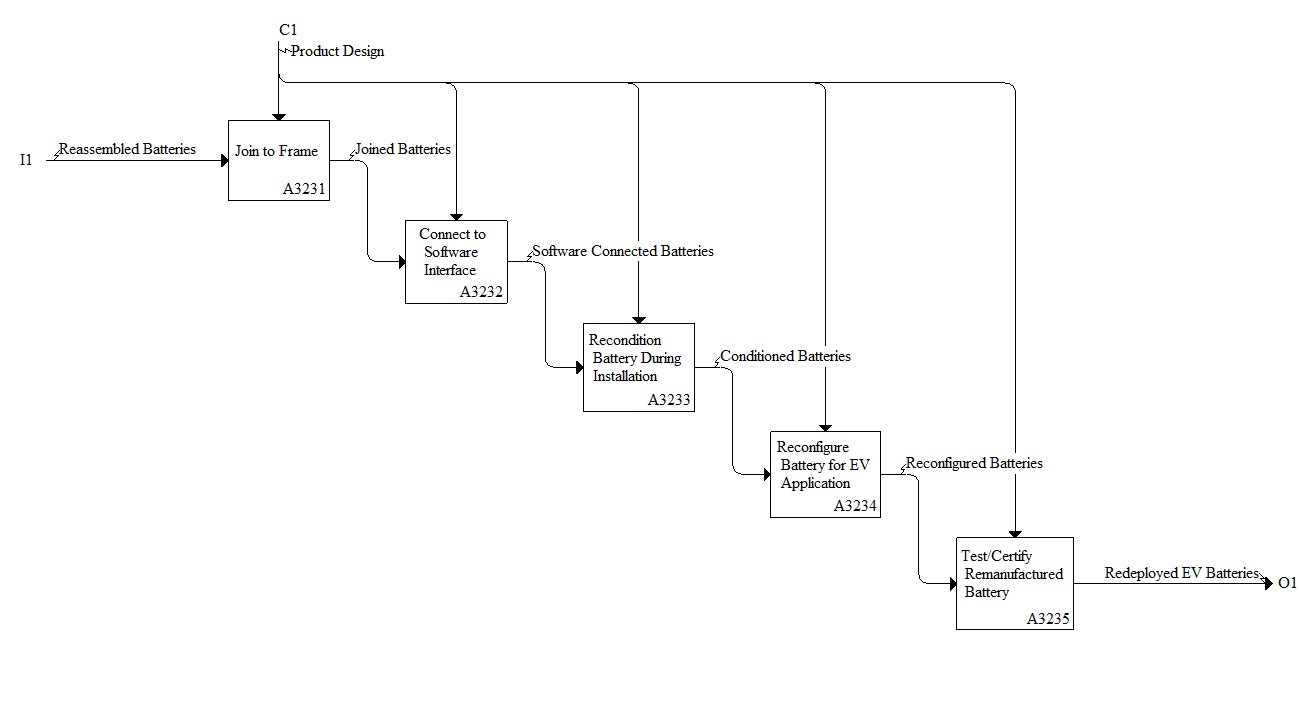 C1
Product Design
I1
Reassembled Batteries
Join to Frame
A3231
Joined Batteries
Connect to
Software
Interface
A3232
Software Connected Batteries
Recondition
Battery During
Installation
A3233
Conditioned Batteries
Reconfigure
Battery for EV
Application
A3234
Reconfigured Batteries
Test/Certify
Remanufactured
Battery
A3235
Redeployed EV Batteries
O1